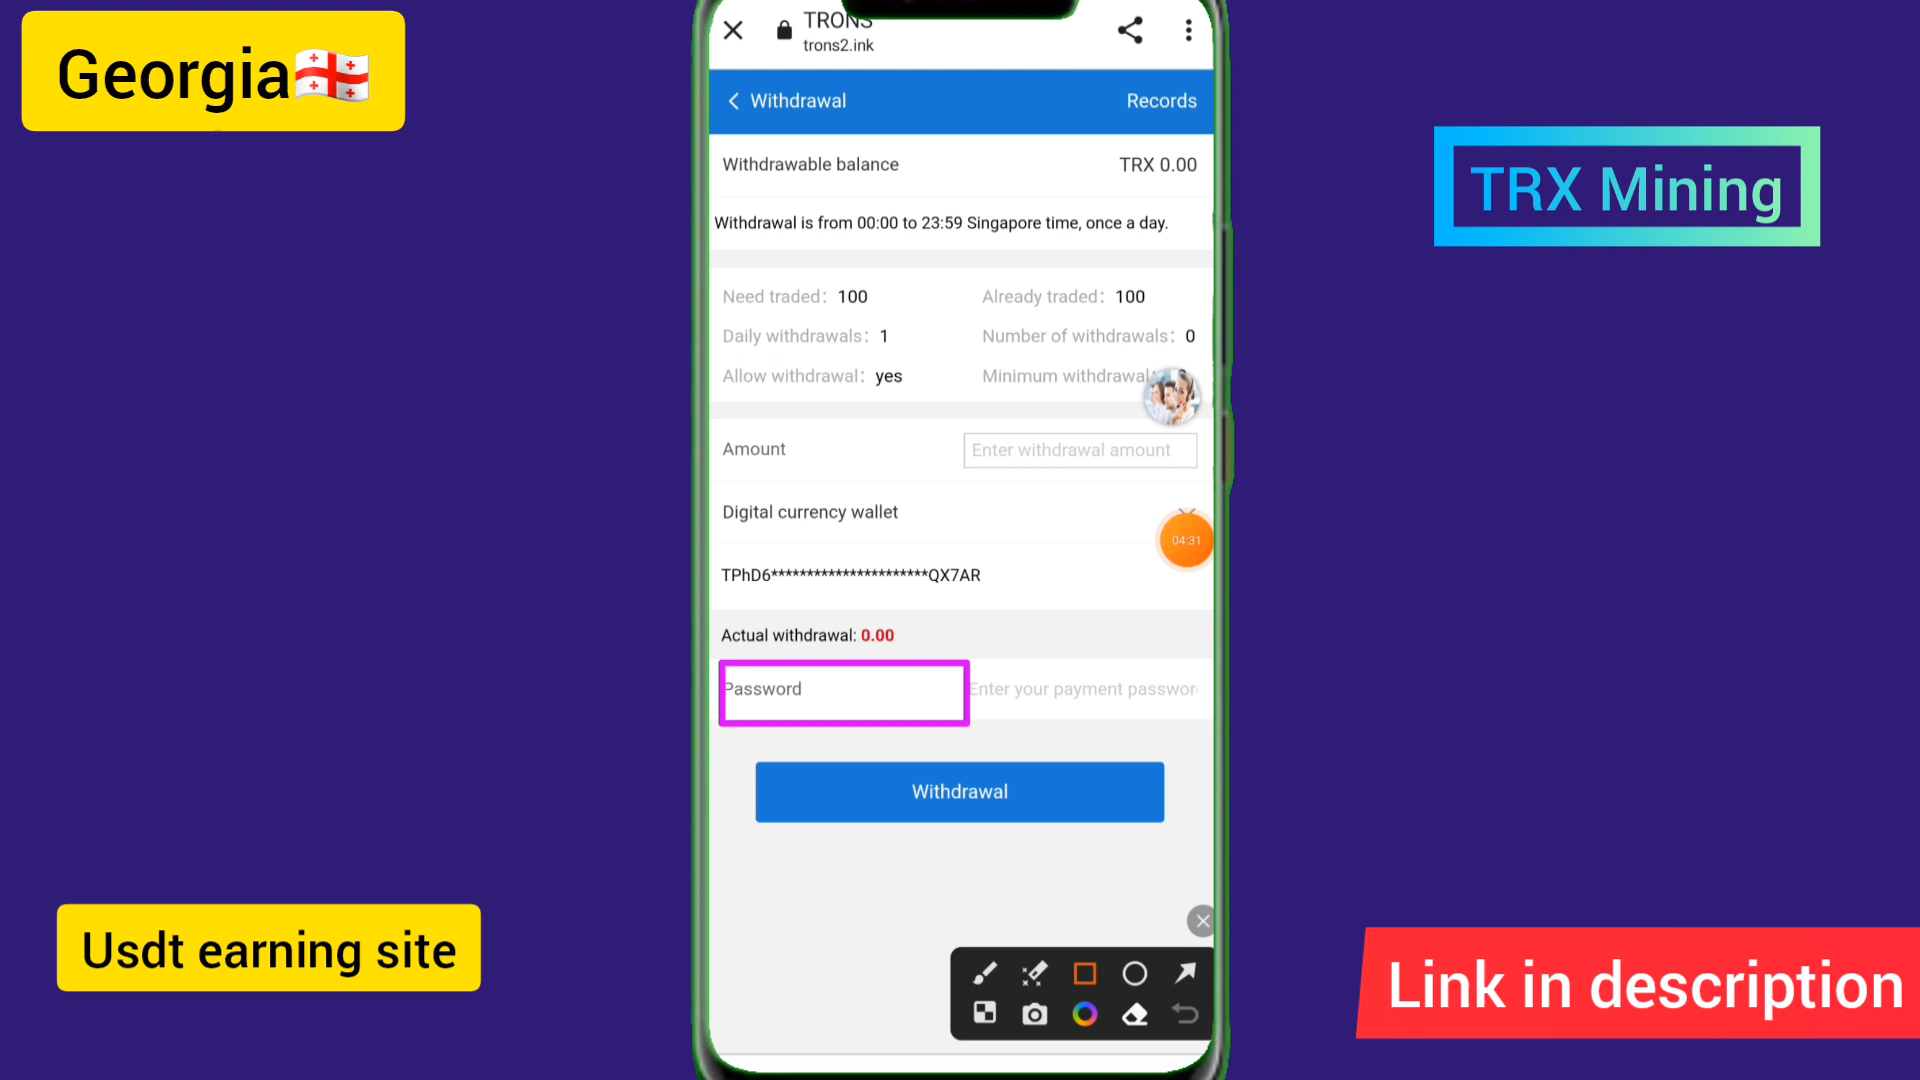 Georgia
TRONS
trons2.ink
Withdrawal
Records
Withdrawable balance
TRX 0.00
Withdrawal is from 00:00 to 23:59 Singapore time, once a day.
Need traded: 100
Already traded: 100
Daily withdrawals: 1
Number of withdrawals: 0
Allow withdrawal: yes
Minimum withdrawal:
Amount
Enter withdrawal amount
Digital currency wallet
04:31
TPhD6**********************QX7AR
Actual withdrawal: 0.00
Password
Enter your payment passwor
Withdrawal
TRX Mining
Usdt earning site
Link in description